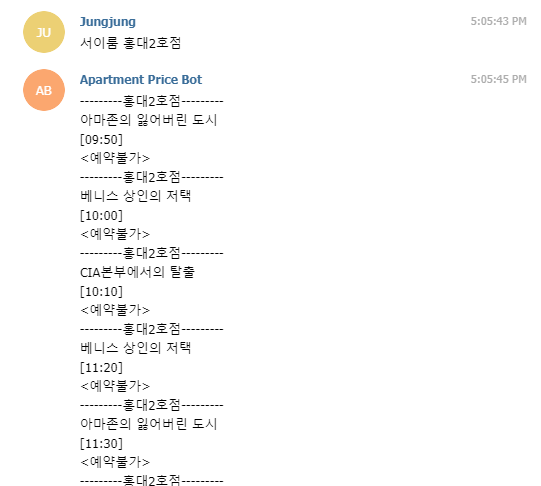 JU
Jungjung
5:05:43 PM
서이룸 홍대2호점
AB
Apartment Price Bot
5:05:45 PM
---------홍대2호점---------
아마존의 잃어버린 도시
[09:50]
<예약불가>
---------홍대2호점---------
베니스 상인의 저택
[10:00]
<예약불가>
---------홍대2호점---------
CIA본부에서의 탈출
[10:10]
<예약불가>
---------홍대2호점---------
베니스 상인의 저택
[11:20]
<예약불가>
---------홍대2호점---------
아마존의 잃어버린 도시
[11:30]
<예약불가>
---------홍대2호점---------